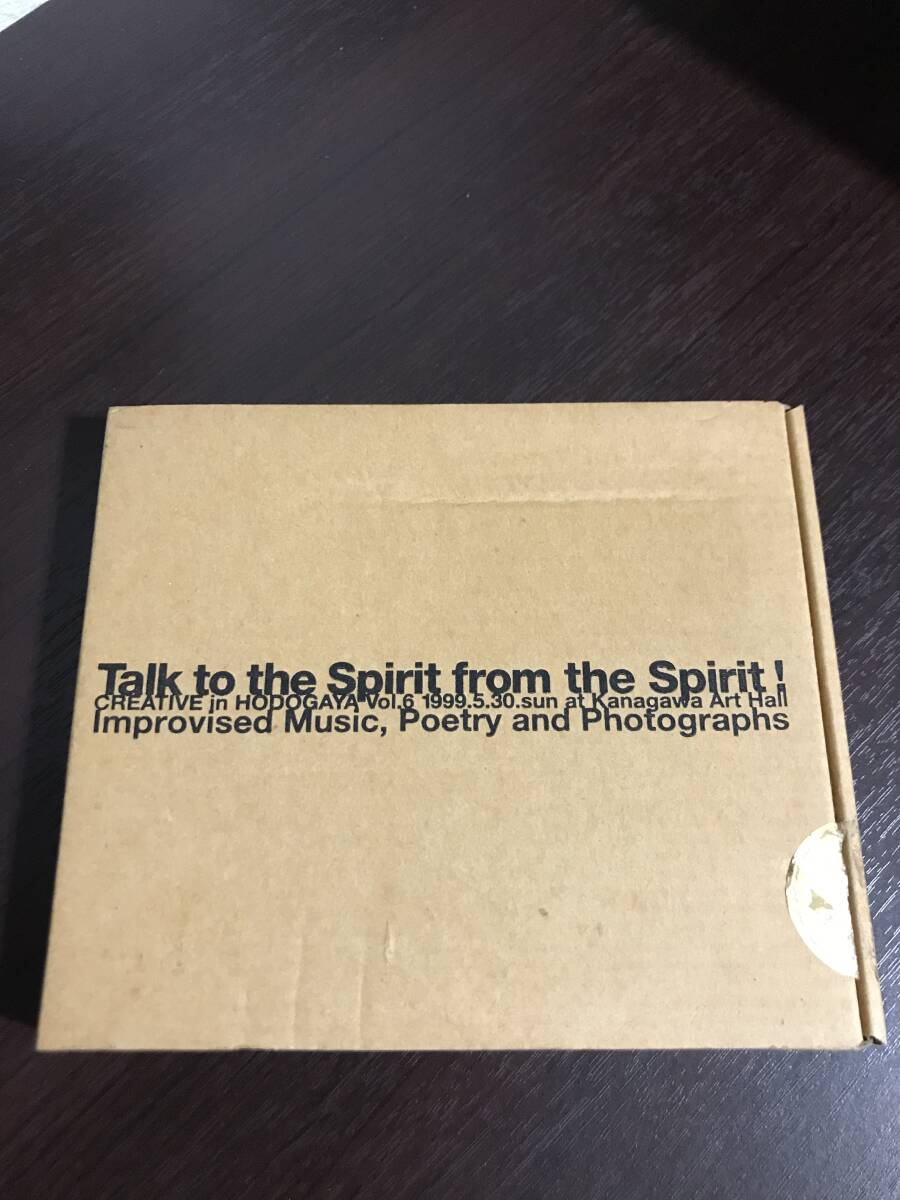 Talk to the Spirit from the Spirit!
CREATIVE jn HODOGAYA Vol.6 1999.5.30.sun at Kanagawa Art Hall
Improvised Music, Poetry and Photographs